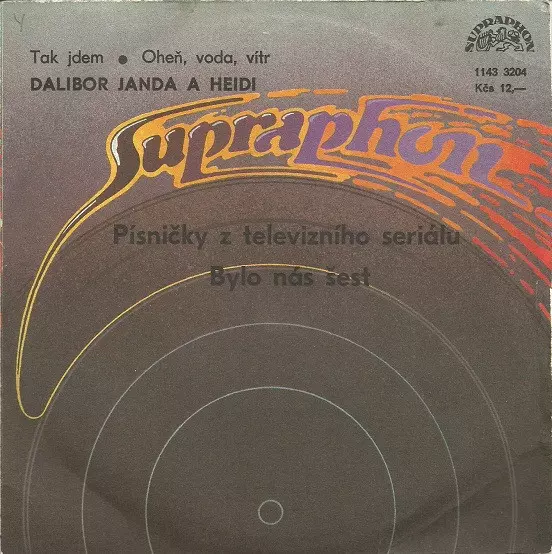 Y
SUPRAPHON
Tak jdem ● Oheň, voda, vítr
DALIBOR JANDA A HEIDI
1143 3204
Kčs 12,—
Supraphon
Písničky z televizního seriálu
Bylo nás šest